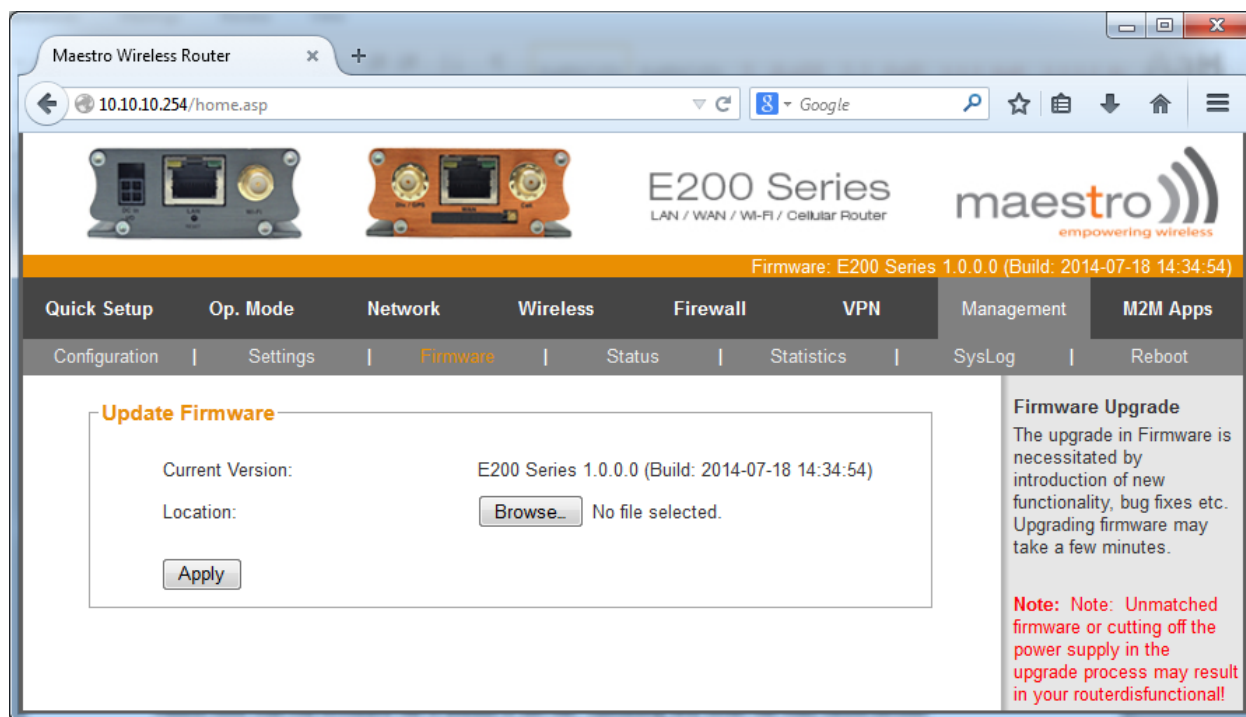 Maestro Wireless Router
10.10.10.254/home.asp
Google
E200 Series
LAN / WAN / Wi-Fi / Cellular Router
maestro
empowering wireless
Firmware: E200 Series 1.0.0.0 (Build: 2014-07-18 14:34:54)
Quick Setup Op. Mode Network Wireless Firewall VPN Management M2M Apps
Configuration | Settings | Firmware | Status | Statistics | SysLog | Reboot
Update Firmware
Current Version: E200 Series 1.0.0.0 (Build: 2014-07-18 14:34:54)
Location: Browse... No file selected.
Apply
Firmware Upgrade
The upgrade in Firmware is
necessitated by
introduction of new
functionality, bug fixes etc.
Upgrading firmware may
take a few minutes.
Note: Note: Unmatched
firmware or cutting off the
power supply in the
upgrade process may result
in your routerdisfunctional!